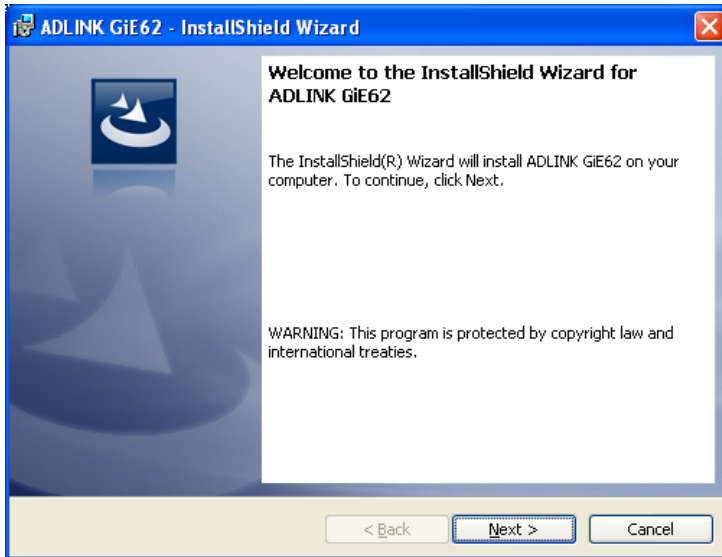 ADLINK GiE62 - InstallShield Wizard
Welcome to the InstallShield Wizard for
ADLINK GiE62
The InstallShield(R) Wizard will install ADLINK GiE62 on your
computer. To continue, click Next.
WARNING: This program is protected by copyright law and
international treaties.
< Back
Next >
Cancel